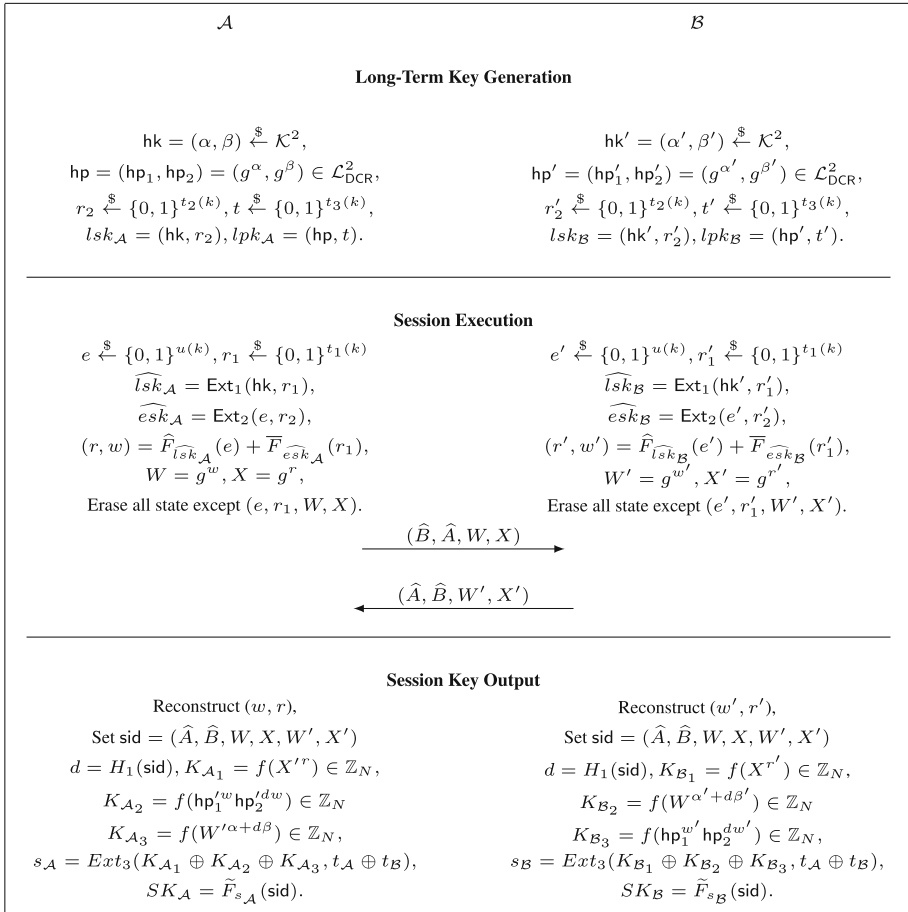 𝒜 ℬ
Long-Term Key Generation
hk = (α, β) ←$ 𝒦², hk′ = (α′, β′) ←$ 𝒦²,
hp = (hp₁, hp₂) = (g^α, g^β) ∈ ℒ²_DCR, hp′ = (hp′₁, hp′₂) = (g^{α′}, g^{β′}) ∈ ℒ²_DCR,
r₂ ←$ {0, 1}^{t₂(k)}, t ←$ {0, 1}^{t₃(k)}, r′₂ ←$ {0, 1}^{t₂(k)}, t′ ←$ {0, 1}^{t₃(k)},
lsk_𝒜 = (hk, r₂), lpk_𝒜 = (hp, t). lsk_ℬ = (hk′, r′₂), lpk_ℬ = (hp′, t′).
Session Execution
e ←$ {0, 1}^{u(k)}, r₁ ←$ {0, 1}^{t₁(k)} e′ ←$ {0, 1}^{u(k)}, r′₁ ←$ {0, 1}^{t₁(k)}
\widehat{lsk}_𝒜 = Ext₁(hk, r₁), \widehat{lsk}_ℬ = Ext₁(hk′, r′₁),
\widehat{esk}_𝒜 = Ext₂(e, r₂), \widehat{esk}_ℬ = Ext₂(e′, r′₂),
(r, w) = \widehat{F}_{\widehat{lsk}_𝒜}(e) + \overline{F}_{\widehat{esk}_𝒜}(r₁), (r′, w′) = \widehat{F}_{\widehat{lsk}_ℬ}(e′) + \overline{F}_{\widehat{esk}_ℬ}(r′₁),
W = g^w, X = g^r, W′ = g^{w′}, X′ = g^{r′},
Erase all state except (e, r₁, W, X). Erase all state except (e′, r′₁, W′, X′).
(\widehat{B}, \widehat{A}, W, X)
(\widehat{A}, \widehat{B}, W′, X′)
Session Key Output
Reconstruct (w, r), Reconstruct (w′, r′),
Set sid = (\widehat{A}, \widehat{B}, W, X, W′, X′) Set sid = (\widehat{A}, \widehat{B}, W, X, W′, X′)
d = H₁(sid), K_{𝒜₁} = f(X′^r) ∈ ℤ_N, d = H₁(sid), K_{ℬ₁} = f(X^{r′}) ∈ ℤ_N,
K_{𝒜₂} = f(hp′₁^w hp′₂^{dw}) ∈ ℤ_N K_{ℬ₂} = f(W^{α′+dβ′}) ∈ ℤ_N
K_{𝒜₃} = f(W′^{α+dβ}) ∈ ℤ_N, K_{ℬ₃} = f(hp₁^{w′} hp₂^{dw′}) ∈ ℤ_N,
s_𝒜 = Ext₃(K_{𝒜₁} ⊕ K_{𝒜₂} ⊕ K_{𝒜₃}, t_𝒜 ⊕ t_ℬ), s_ℬ = Ext₃(K_{ℬ₁} ⊕ K_{ℬ₂} ⊕ K_{ℬ₃}, t_𝒜 ⊕ t_ℬ),
SK_𝒜 = \widetilde{F}_{s_𝒜}(sid). SK_ℬ = \widetilde{F}_{s_ℬ}(sid).